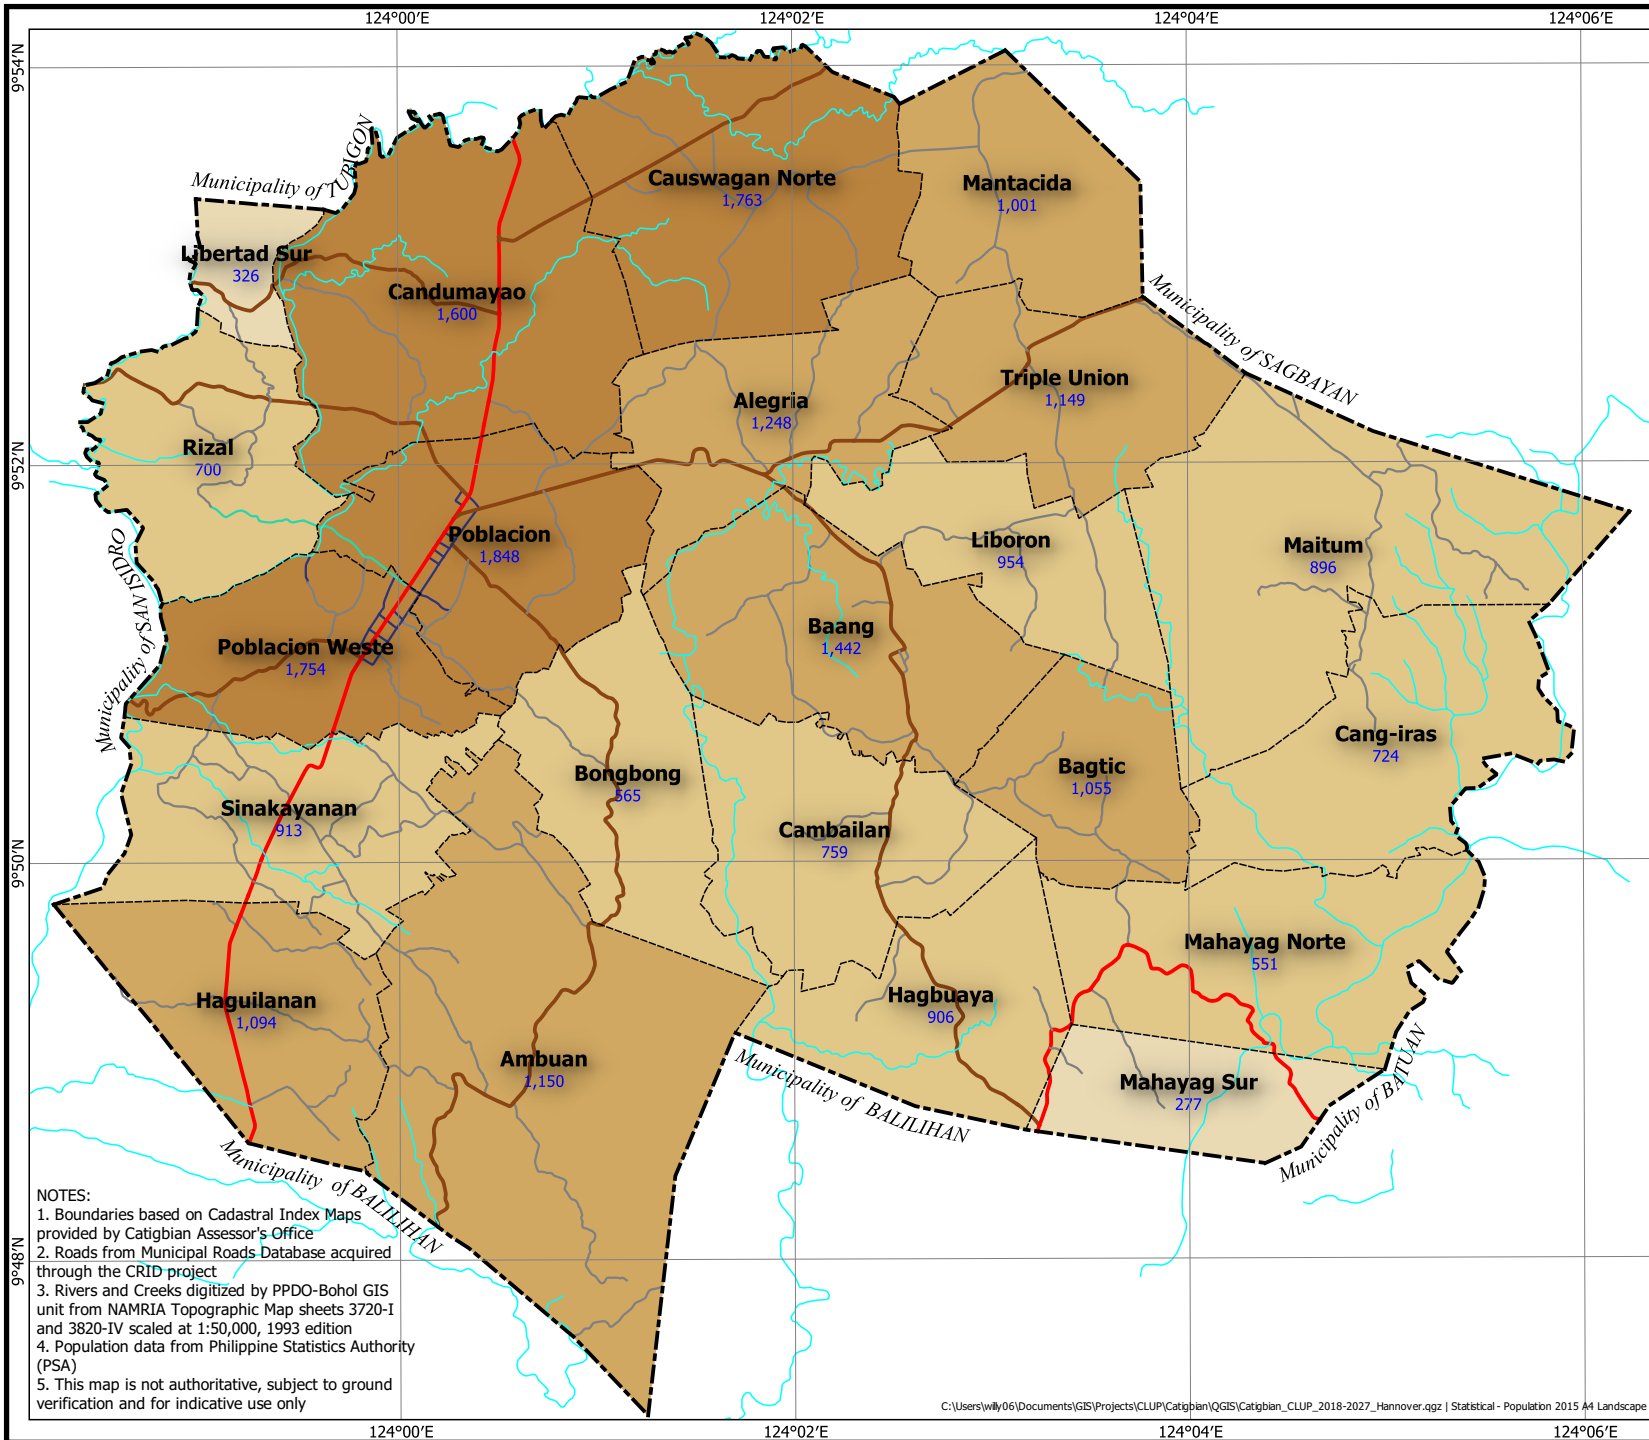 124°00′E
124°02′E
124°04′E
124°06′E
9°54′N
Municipality of TUBIGON
Causwagan Norte
1,763
Mantacida
1,001
Libertad Sur
326
Candumayao
1,600
Municipality of SAGBAYAN
Triple Union
1,149
Alegria
1,248
Rizal
700
9°52′N
Poblacion
1,848
Liboron
954
Maitum
896
Municipality of SAN ISIDRO
Baang
1,442
Poblacion Weste
1,754
Cang-iras
724
Bongbong
565
Bagtic
1,055
Sinakayanan
913
Cambailan
759
9°50′N
Mahayag Norte
551
Haguilanan
1,094
Hagbuaya
906
Ambuan
1,150
Mahayag Sur
277
Municipality of BALILIHAN
Municipality of BATUAN
Municipality of BALILIHAN
9°48′N
NOTES:
1. Boundaries based on Cadastral Index Maps
provided by Catigbian Assessor's Office
2. Roads from Municipal Roads Database acquired
through the CRID project
3. Rivers and Creeks digitized by PPDO-Bohol GIS
unit from NAMRIA Topographic Map sheets 3720-I
and 3820-IV scaled at 1:50,000, 1993 edition
4. Population data from Philippine Statistics Authority
(PSA)
5. This map is not authoritative, subject to ground
verification and for indicative use only
C:\Users\willy06\Documents\GIS\Projects\CLUP\Catigbian\QGIS\Catigbian_CLUP_2018-2027_Hannover.qgz | Statistical - Population 2015 A4 Landscape
124°00′E
124°02′E
124°04′E
124°06′E